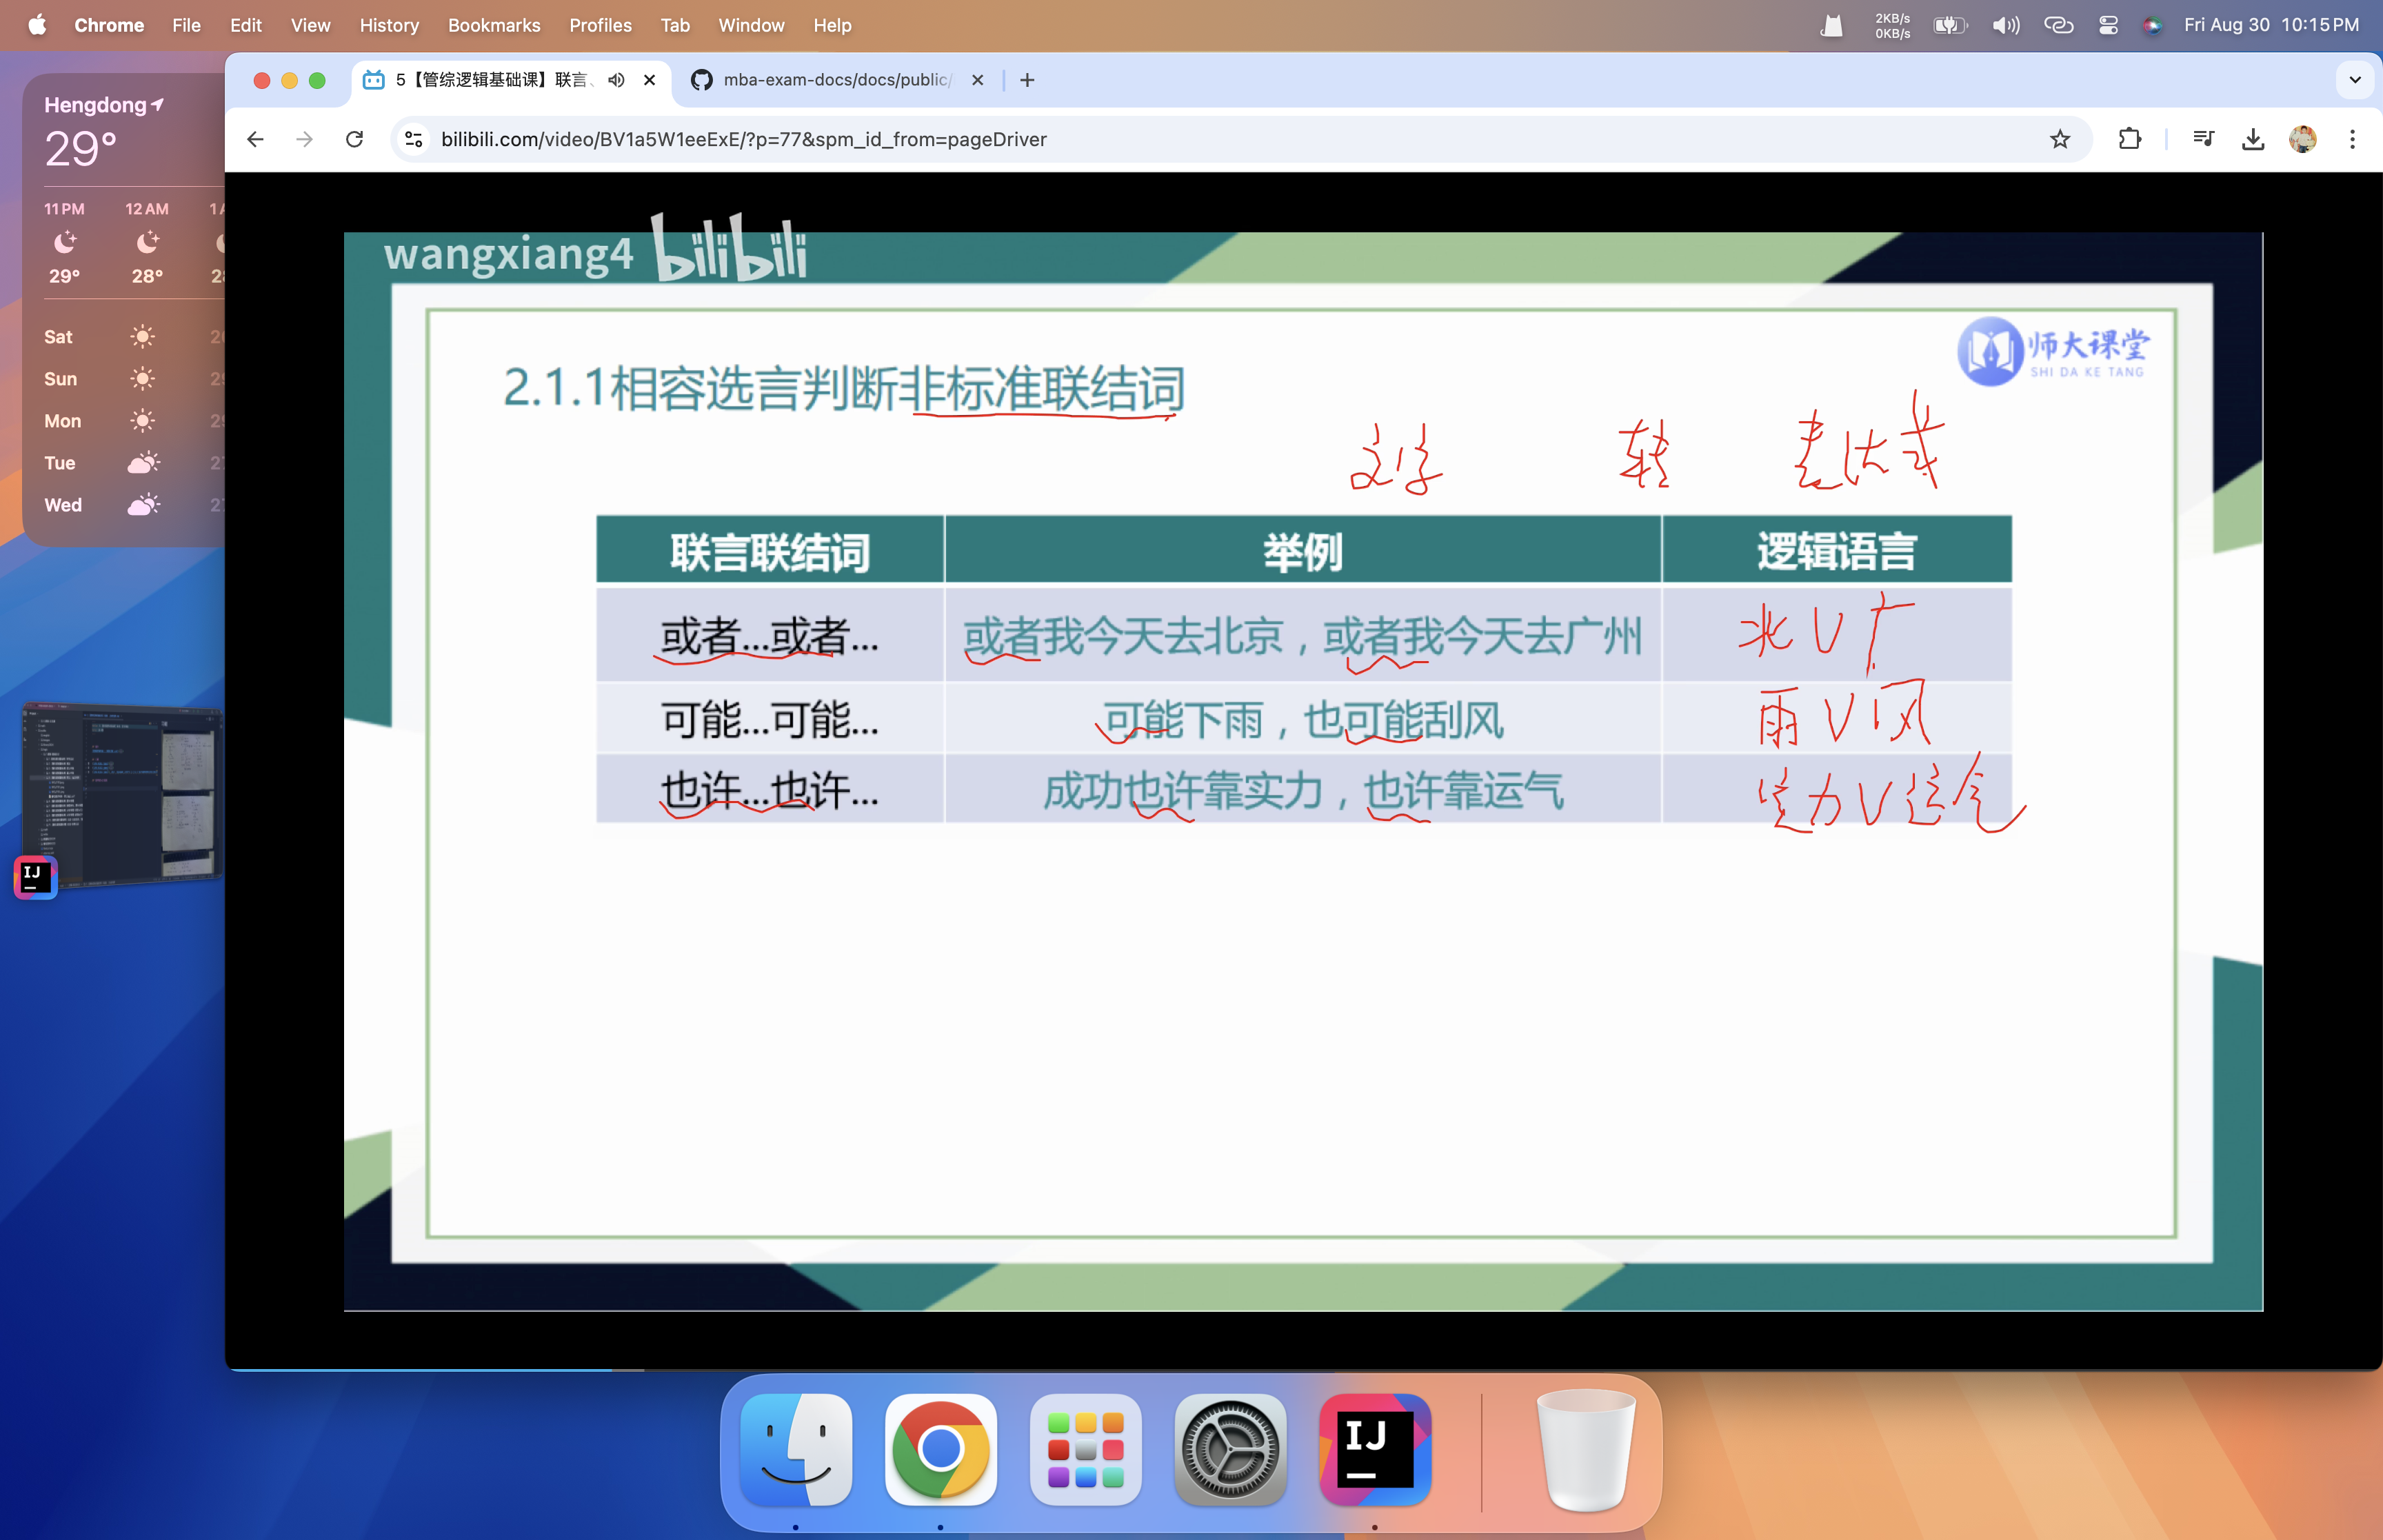 Chrome File Edit View History Bookmarks Profiles Tab Window Help
2KB/s
0KB/s
Fri Aug 30 10:15 PM
Hengdong
29°
11 PM 12 AM
29° 28°
Sat
Sun
Mon
Tue
Wed
5【管综逻辑基础课】联言、
mba-exam-docs/docs/public/
bilibili.com/video/BV1a5W1eeExE/?p=77&spm_id_from=pageDriver
wangxiang4 bilibili
师大课堂
SHI DA KE TANG
2.1.1相容选言判断非标准联结词
文字 转 表达式
联言联结词 举例 逻辑语言
或者...或者... 或者我今天去北京，或者我今天去广州 北 V 广
可能...可能... 可能下雨，也可能刮风 雨 V 风
也许...也许... 成功也许靠实力，也许靠运气 实力 V 运气
IJ
IJ